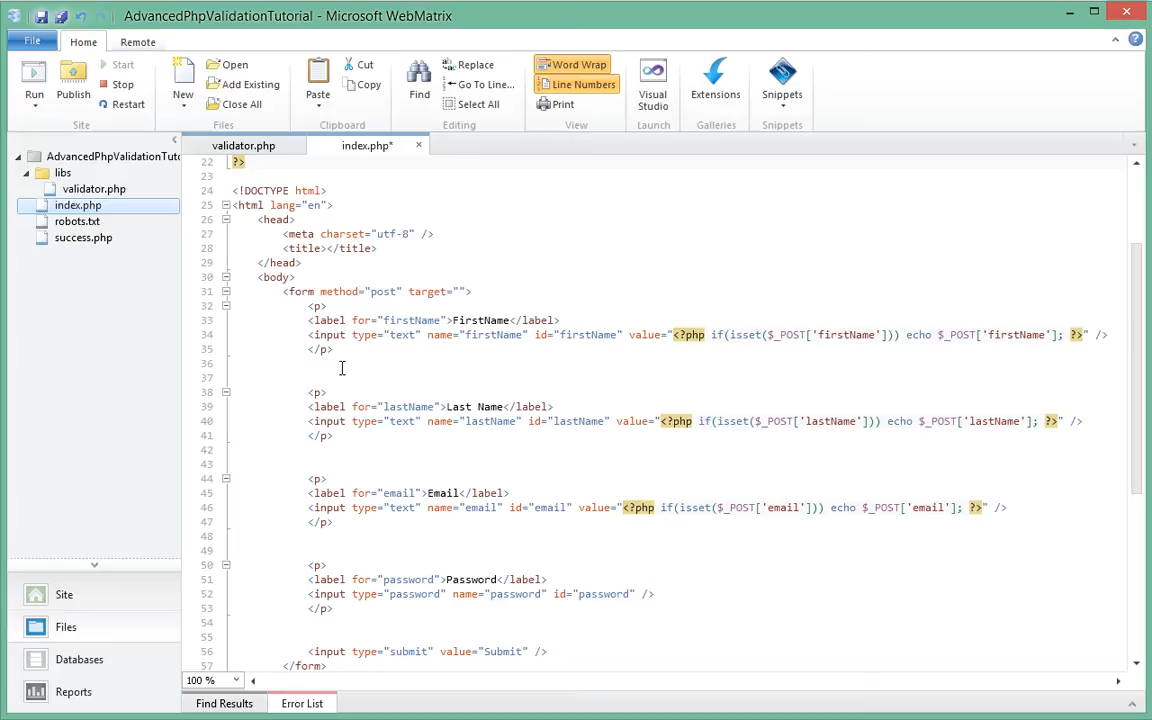 AdvancedPhpValidationTutorial - Microsoft WebMatrix
File Home Remote
Run Publish Start Stop Restart Site
New Open Add Existing Close All Files
Paste Cut Copy Clipboard
Find Replace Go To Line... Select All Editing
Word Wrap Line Numbers Print View
Visual Studio Launch
Extensions Galleries
Snippets Snippets
AdvancedPhpValidationTuto
libs
validator.php
index.php
robots.txt
success.php
Site
Files
Databases
Reports
validator.php index.php* ×
22 ?>
23
24 <!DOCTYPE html>
25 <html lang="en">
26 <head>
27 <meta charset="utf-8" />
28 <title></title>
29 </head>
30 <body>
31 <form method="post" target="">
32 <p>
33 <label for="firstName">FirstName</label>
34 <input type="text" name="firstName" id="firstName" value="<?php if(isset($_POST['firstName'])) echo $_POST['firstName']; ?>" />
35 </p>
36
37
38 <p>
39 <label for="lastName">Last Name</label>
40 <input type="text" name="lastName" id="lastName" value="<?php if(isset($_POST['lastName'])) echo $_POST['lastName']; ?>" />
41 </p>
42
43
44 <p>
45 <label for="email">Email</label>
46 <input type="text" name="email" id="email" value="<?php if(isset($_POST['email'])) echo $_POST['email']; ?>" />
47 </p>
48
49
50 <p>
51 <label for="password">Password</label>
52 <input type="password" name="password" id="password" />
53 </p>
54
55
56 <input type="submit" value="Submit" />
57 </form>
100 %
Find Results Error List